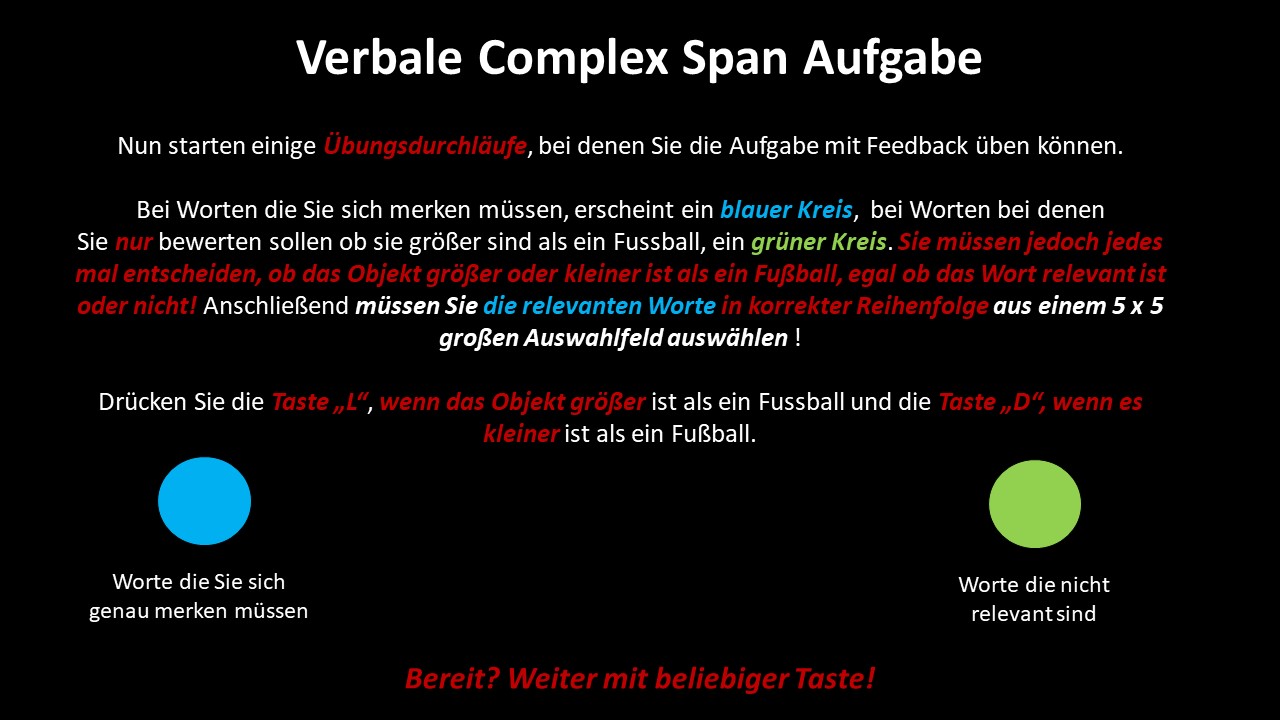 Verbale Complex Span Aufgabe
Nun starten einige Übungsdurchläufe, bei denen Sie die Aufgabe mit Feedback üben können.
Bei Worten die Sie sich merken müssen, erscheint ein blauer Kreis, bei Worten bei denen
Sie nur bewerten sollen ob sie größer sind als ein Fussball, ein grüner Kreis. Sie müssen jedoch jedes
mal entscheiden, ob das Objekt größer oder kleiner ist als ein Fußball, egal ob das Wort relevant ist
oder nicht! Anschließend müssen Sie die relevanten Worte in korrekter Reihenfolge aus einem 5 x 5
großen Auswahlfeld auswählen !
Drücken Sie die Taste „L“, wenn das Objekt größer ist als ein Fussball und die Taste „D“, wenn es
kleiner ist als ein Fußball.
Worte die Sie sich
genau merken müssen
Worte die nicht
relevant sind
Bereit? Weiter mit beliebiger Taste!